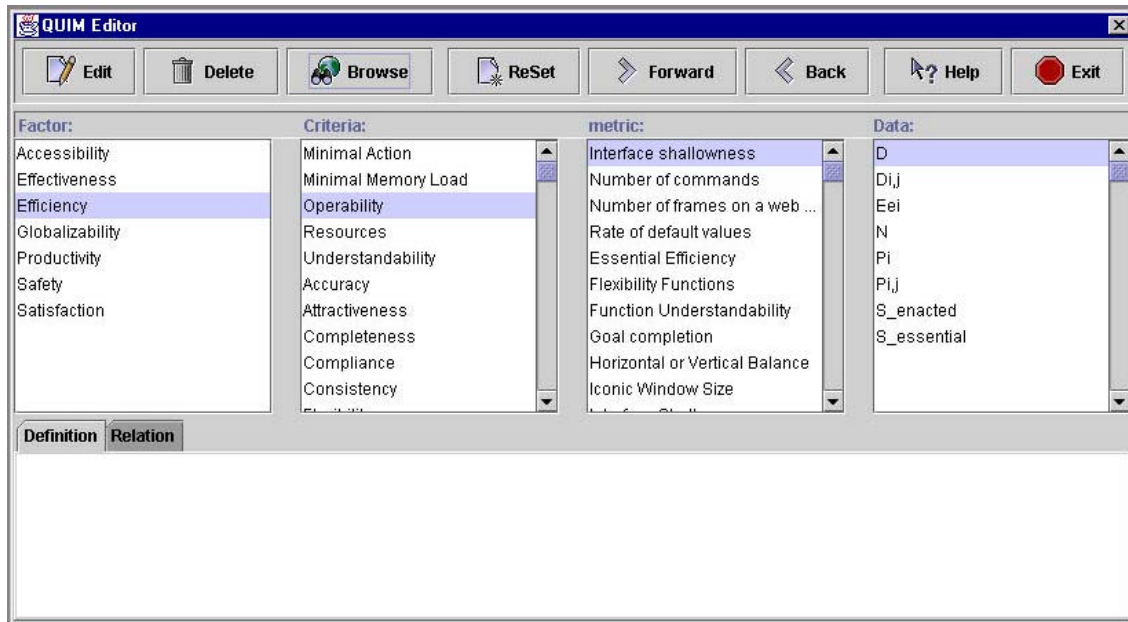 QUIM Editor
Edit Delete Browse ReSet Forward Back Help Exit
Factor:
Accessibility
Effectiveness
Efficiency
Globalizability
Productivity
Safety
Satisfaction
Criteria:
Minimal Action
Minimal Memory Load
Operability
Resources
Understandability
Accuracy
Attractiveness
Completeness
Compliance
Consistency
metric:
Interface shallowness
Number of commands
Number of frames on a web ...
Rate of default values
Essential Efficiency
Flexibility Functions
Function Understandability
Goal completion
Horizontal or Vertical Balance
Iconic Window Size
Data:
D
Di,j
Eei
N
Pi
Pi,j
S_enacted
S_essential
Definition Relation